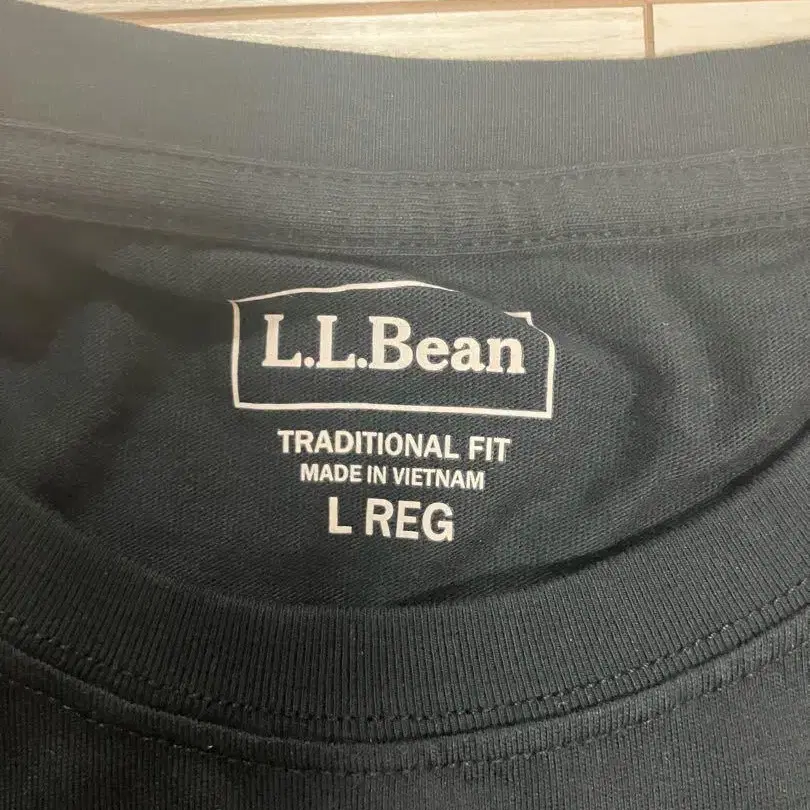 L.L.Bean
TRADITIONAL FIT
MADE IN VIETNAM
L REG